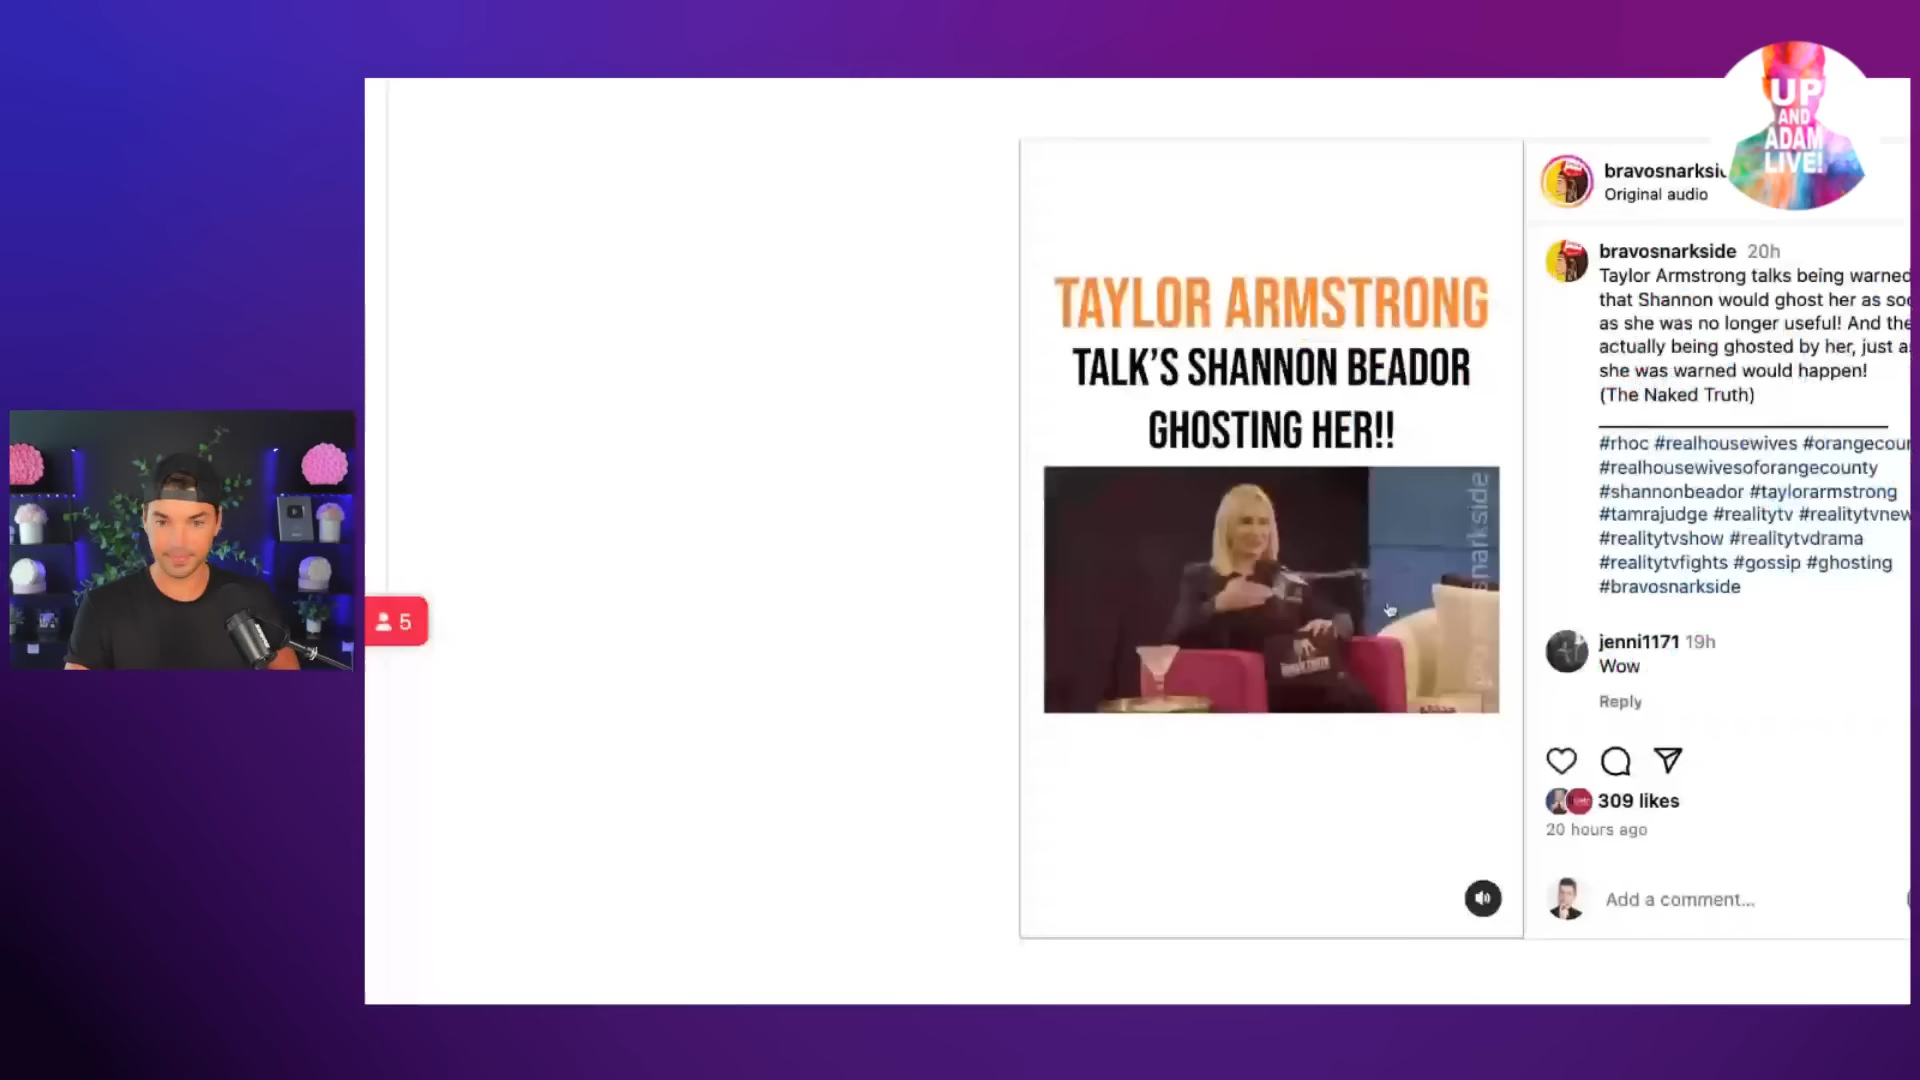 UP
AND
ADAM
LIVE!
bravosnarksi
Original audio
TAYLOR ARMSTRONG
TALK'S SHANNON BEADOR
GHOSTING HER!!
snarkside
5
bravosnarkside 20h
Taylor Armstrong talks being warned
that Shannon would ghost her as so
as she was no longer useful! And the
actually being ghosted by her, just a
she was warned would happen!
(The Naked Truth)
#rhoc #realhousewives #orangecou
#realhousewivesoforangecounty
#shannonbeador #taylorarmstrong
#tamrajudge #realitytv #realitytvnew
#realitytvshow #realitytvdrama
#realitytvfights #gossip #ghosting
#bravosnarkside
jenni1171 19h
Wow
Reply
309 likes
20 hours ago
Add a comment...